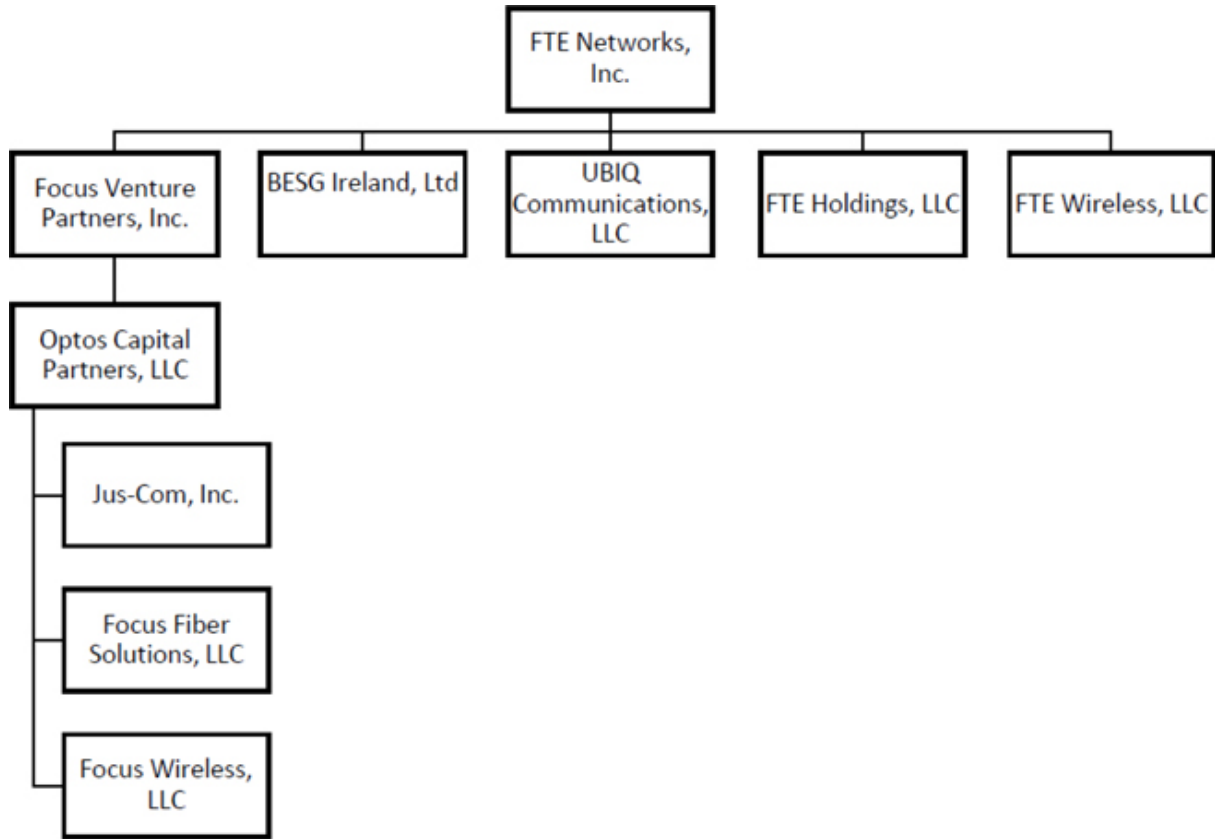 FTE Networks,
Inc.
Focus Venture
Partners, Inc.
BESG Ireland, Ltd
UBIQ
Communications,
LLC
FTE Holdings, LLC
FTE Wireless, LLC
Optos Capital
Partners, LLC
Jus-Com, Inc.
Focus Fiber
Solutions, LLC
Focus Wireless,
LLC